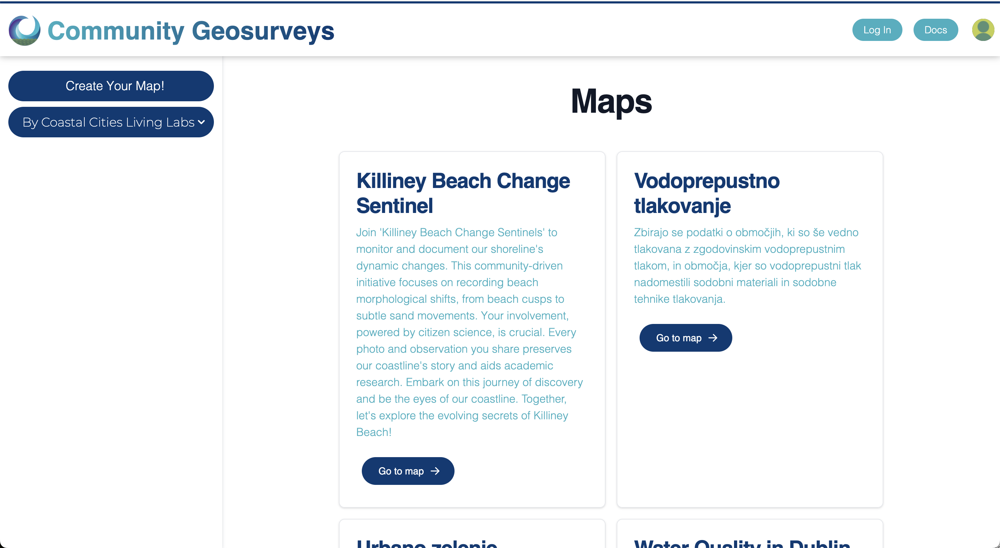 Community Geosurveys
Log In
Docs
Create Your Map!
By Coastal Cities Living Labs
Maps
Killiney Beach Change
Sentinel
Join 'Killiney Beach Change Sentinels' to
monitor and document our shoreline's
dynamic changes. This community-driven
initiative focuses on recording beach
morphological shifts, from beach cusps to
subtle sand movements. Your involvement,
powered by citizen science, is crucial. Every
photo and observation you share preserves
our coastline's story and aids academic
research. Embark on this journey of discovery
and be the eyes of our coastline. Together,
let's explore the evolving secrets of Killiney
Beach!
Go to map
Vodoprepustno
tlakovanje
Zbirajo se podatki o območjih, ki so še vedno
tlakovana z zgodovinskim vodoprepustnim
tlakom, in območja, kjer so vodoprepustni tlak
nadomestili sodobni materiali in sodobne
tehnike tlakovanja.
Go to map
Urbano zelenje
Water Quality in Dublin